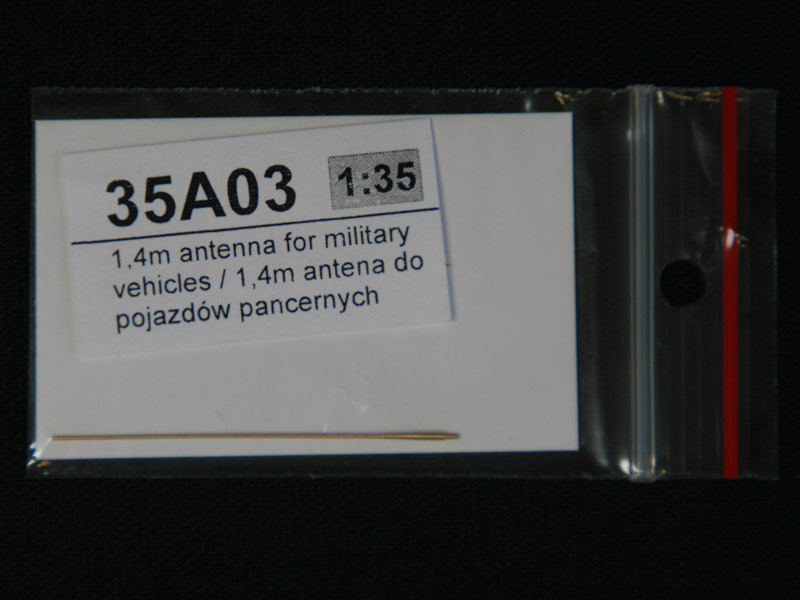 35A03 1:35
1,4m antenna for military
vehicles / 1,4m antena do
pojazdów pancernych